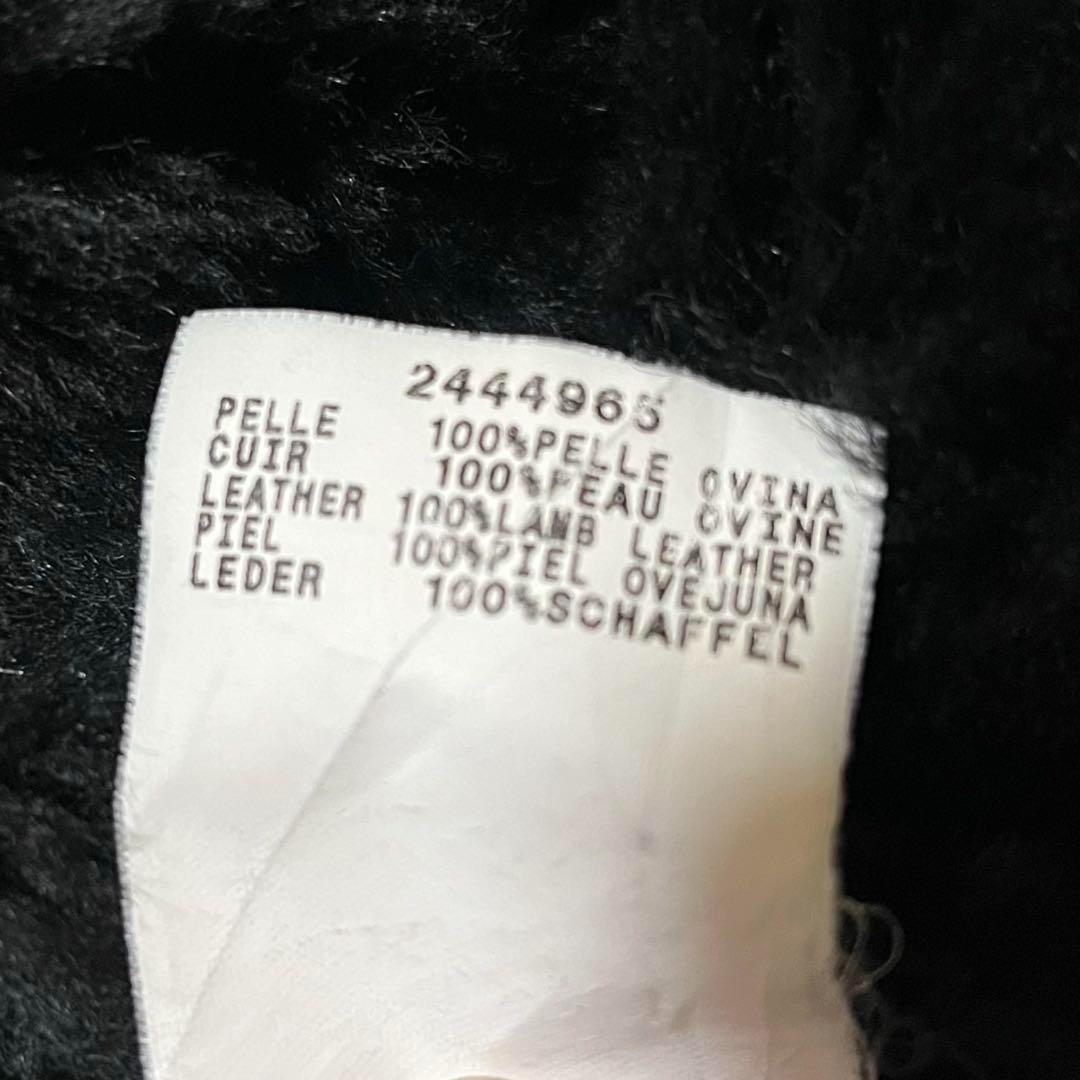 2444965
PELLE 100%PELLE OVINA
CUIR 100%PEAU OVINE
LEATHER 100%LAMB LEATHER
PIEL 100%PIEL OVEJUNA
LEDER 100%SCHAFFEL